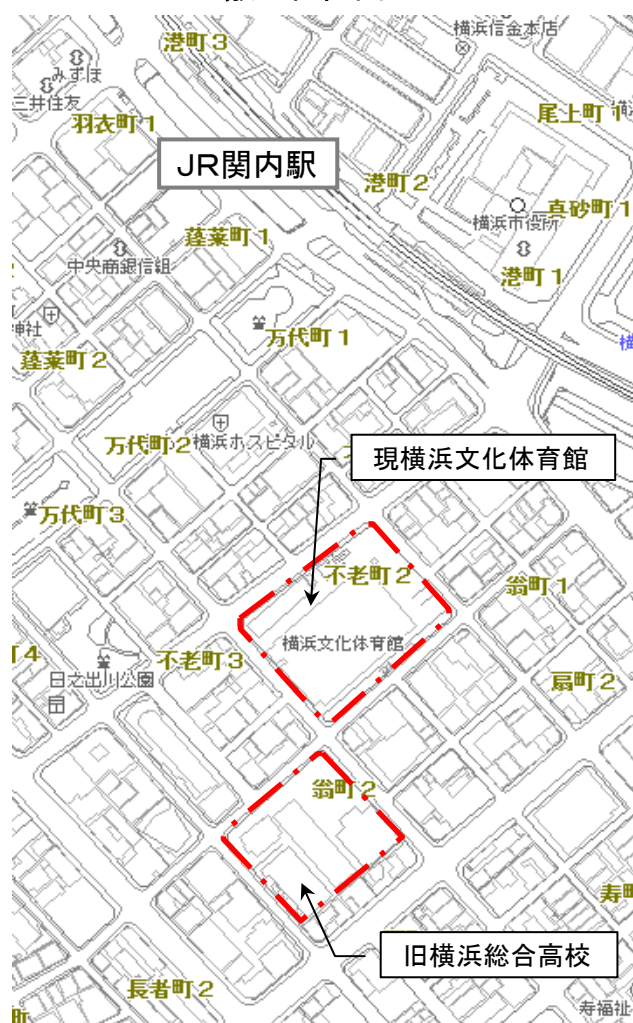 港町3
横浜信金本店
みずほ
三井住友
羽衣町1
尾上町1
JR関内駅
港町2
真砂町1
横浜市役所
蓬莱町1
中央商銀信組
港町1
神社
万代町1
横
蓬莱町2
万代町2
横浜ホスピタル
現横浜文化体育館
万代町3
不老町2
翁町1
横浜文化体育館
不老町3
扇町2
日之出川公園
翁町2
寿町
旧横浜総合高校
長者町2
寿福祉
町